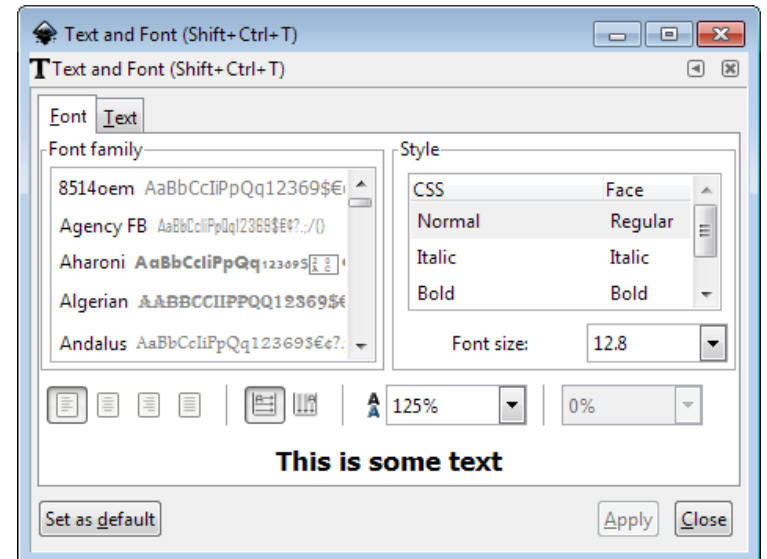 Text and Font (Shift+Ctrl+T)
Text and Font (Shift+Ctrl+T)
Font Text
Font family
8514oem AaBbCcIiPpQq12369$€
Agency FB AaBbCcIiPpQq12369$€¢?.;/()
Aharoni AaBbCcIiPpQq12369$
Algerian AABBCCIIPPQQ12369$€
Andalus AaBbCcIiPpQq12369$€¢?.
Style
CSS Face
Normal Regular
Italic Italic
Bold Bold
Font size: 12.8
125% 0%
This is some text
Set as default Apply Close